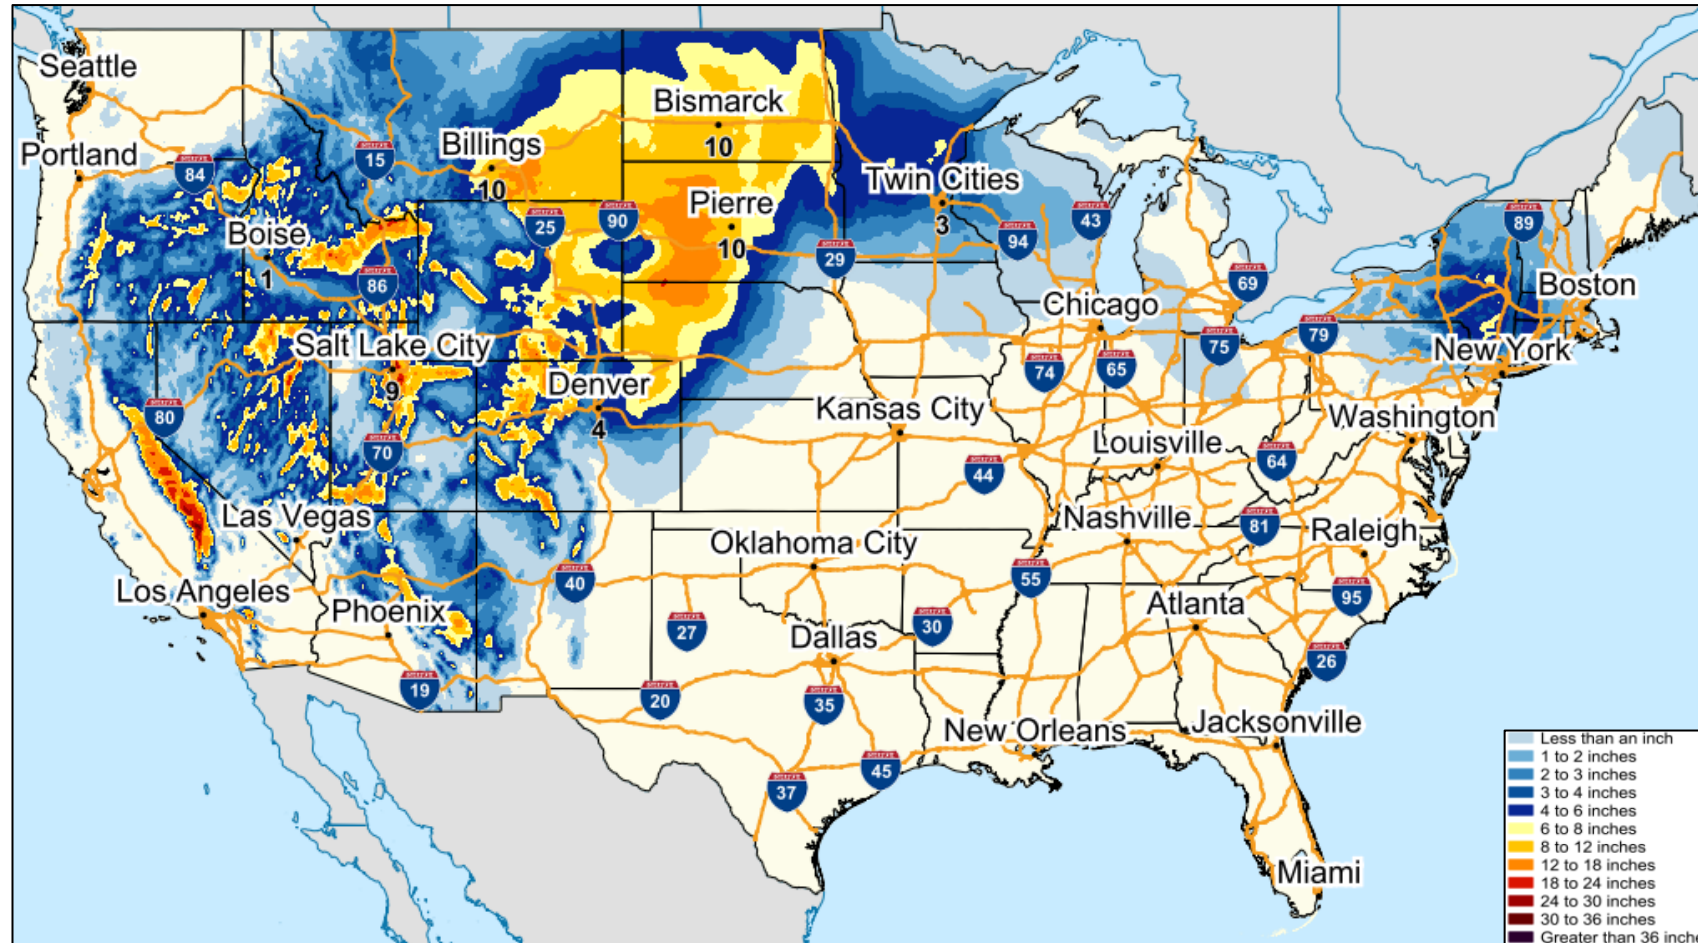 Seattle
Bismarck
10
Billings
10
Portland
84
15
Twin Cities
3
Pierre
10
25
90
43
89
Boise
1
94
29
86
69
Boston
Chicago
Salt Lake City
9
79
75
New York
74
65
Denver
4
80
Kansas City
Washington
70
Louisville
64
44
Las Vegas
Nashville
81
Raleigh
Oklahoma City
40
55
95
Los Angeles
Phoenix
Atlanta
27
30
Dallas
26
19
20
35
New Orleans
Jacksonville
45
37
Miami
Less than an inch
1 to 2 inches
2 to 3 inches
3 to 4 inches
4 to 6 inches
6 to 8 inches
8 to 12 inches
12 to 18 inches
18 to 24 inches
24 to 30 inches
30 to 36 inches
Greater than 36 inche